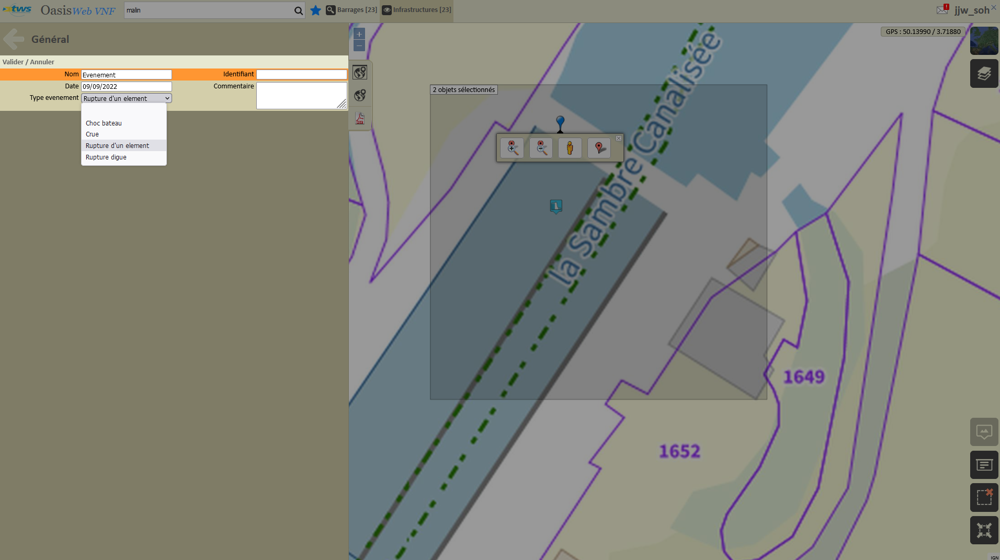 tws OasisWeb VNF malin Barrages [23] Infrastructures [23] ! jjw_soh
Général
GPS : 50.13990 / 3.71880
Valider / Annuler
Nom Evenement Identifiant
Date 09/09/2022 Commentaire
Type evenement Rupture d'un element
Choc bateau
Crue
Rupture d'un element
Rupture digue
2 objets sélectionnés
la Sambre Canalisée
1649
1652
IGN